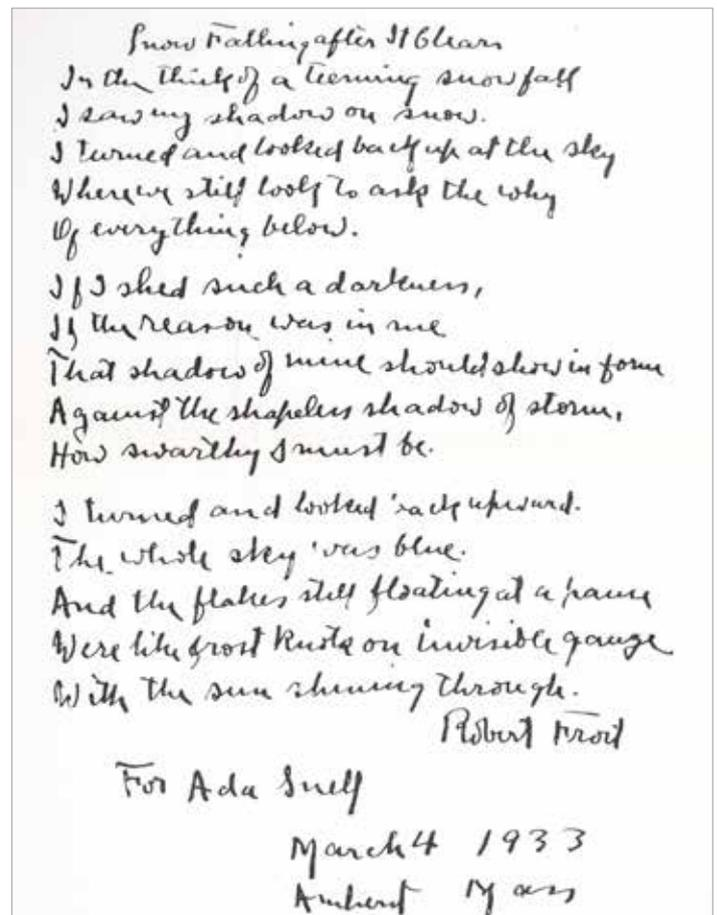 Snow Falling after It Clears
In the thick of a teeming snowfall
I saw my shadow on snow.
I turned and looked back up at the sky
Where we still look to ask the why
Of everything below.
If I shed such a darkness,
If the reason was in me
That shadow of mine should show in form
Against the shapeless shadow of storm,
How swarthy I must be.
I turned and looked back upward.
The whole sky was blue.
And the flakes still floating at a pause
Were like frost knots on invisible gauze
With the sun shining through.
Robert Frost
For Ada Snell
March 4 1933
Amherst Mass